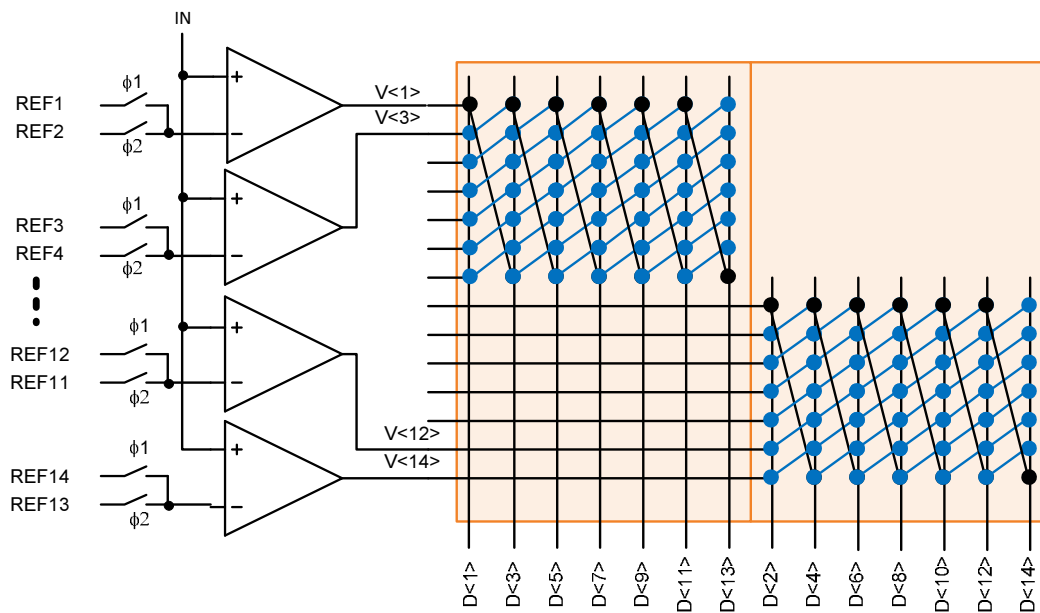 IN
ϕ1
REF1
V<1>
REF2
V<3>
ϕ2
+
−
ϕ1
+
REF3
REF4
−
ϕ2
ϕ1
+
REF12
REF11
−
ϕ2
V<12>
ϕ1
+
V<14>
REF14
REF13
−
ϕ2
D<1>
D<3>
D<5>
D<7>
D<9>
D<11>
D<13>
D<2>
D<4>
D<6>
D<8>
D<10>
D<12>
D<14>